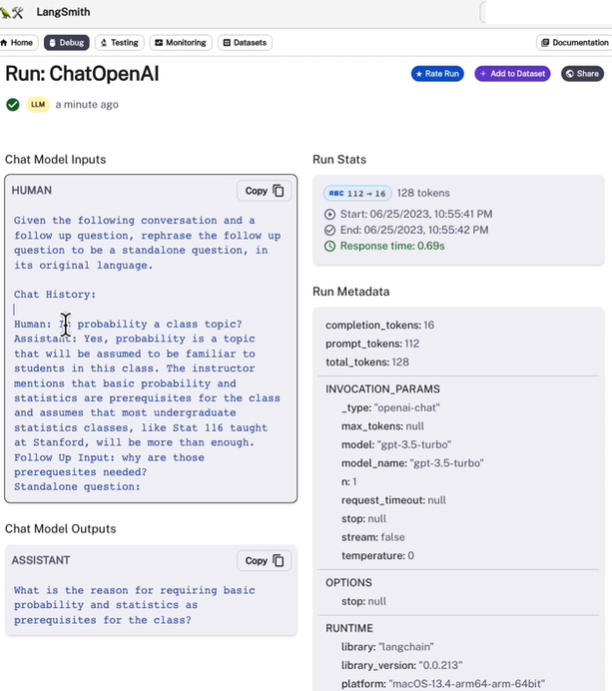 LangSmith
Home
Debug
Testing
Monitoring
Datasets
Documentation
Run: ChatOpenAI
Rate Run
+ Add to Dataset
Share
LLM
a minute ago
Chat Model Inputs
HUMAN
Copy
Given the following conversation and a
follow up question, rephrase the follow up
question to be a standalone question, in
its original language.
Chat History:
Human: Is probability a class topic?
Assistant: Yes, probability is a topic
that will be assumed to be familiar to
students in this class. The instructor
mentions that basic probability and
statistics are prerequisites for the class
and assumes that most undergraduate
statistics classes, like Stat 116 taught
at Stanford, will be more than enough.
Follow Up Input: why are those
prerequesites needed?
Standalone question:
Chat Model Outputs
ASSISTANT
Copy
What is the reason for requiring basic
probability and statistics as
prerequisites for the class?
Run Stats
ABC 112 → 16
128 tokens
Start: 06/25/2023, 10:55:41 PM
End: 06/25/2023, 10:55:42 PM
Response time: 0.69s
Run Metadata
completion_tokens: 16
prompt_tokens: 112
total_tokens: 128
INVOCATION_PARAMS
_type: "openai-chat"
max_tokens: null
model: "gpt-3.5-turbo"
model_name: "gpt-3.5-turbo"
n: 1
request_timeout: null
stop: null
stream: false
temperature: 0
OPTIONS
stop: null
RUNTIME
library: "langchain"
library_version: "0.0.213"
platform: "macOS-13.4-arm64-arm-64bit"